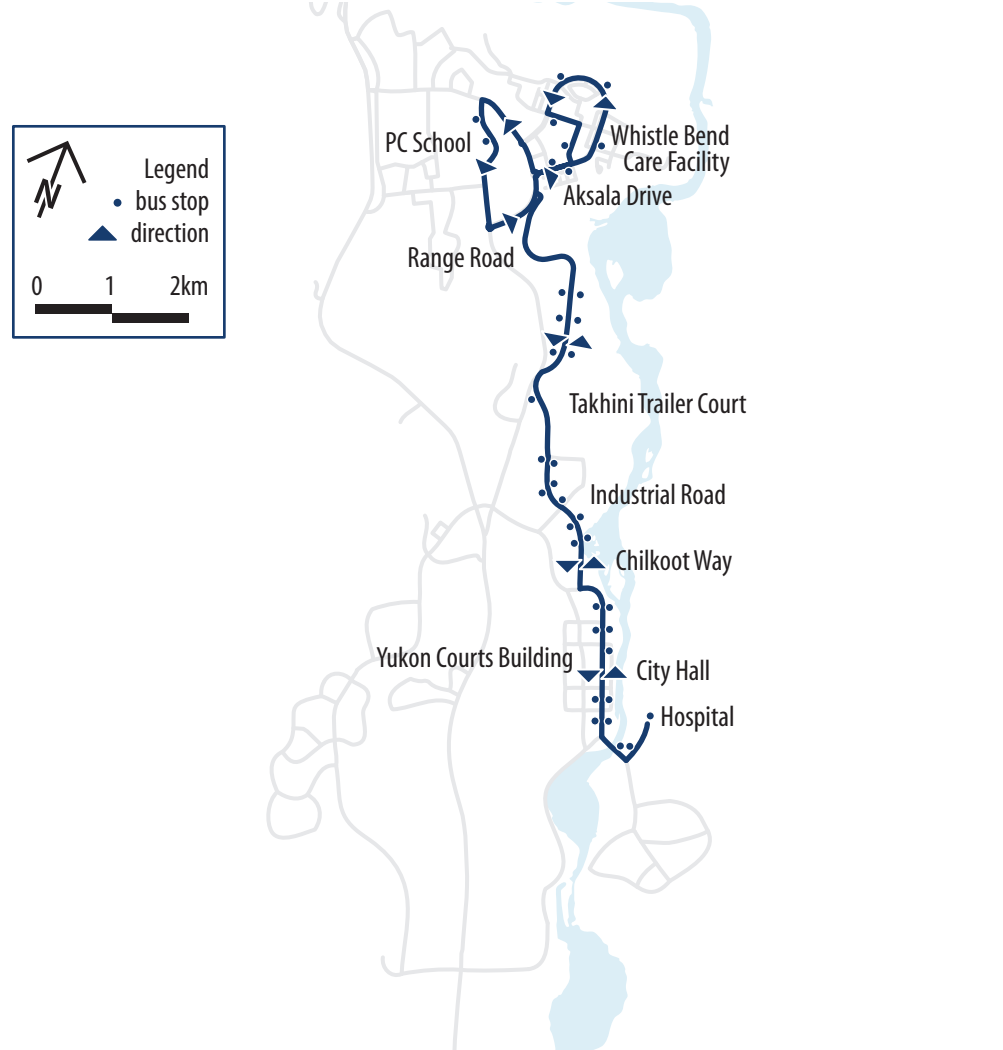 PC School
Whistle Bend
Care Facility
Legend
bus stop
direction
N
0 1 2km
Aksala Drive
Range Road
Takhini Trailer Court
Industrial Road
Chilkoot Way
Yukon Courts Building
City Hall
Hospital